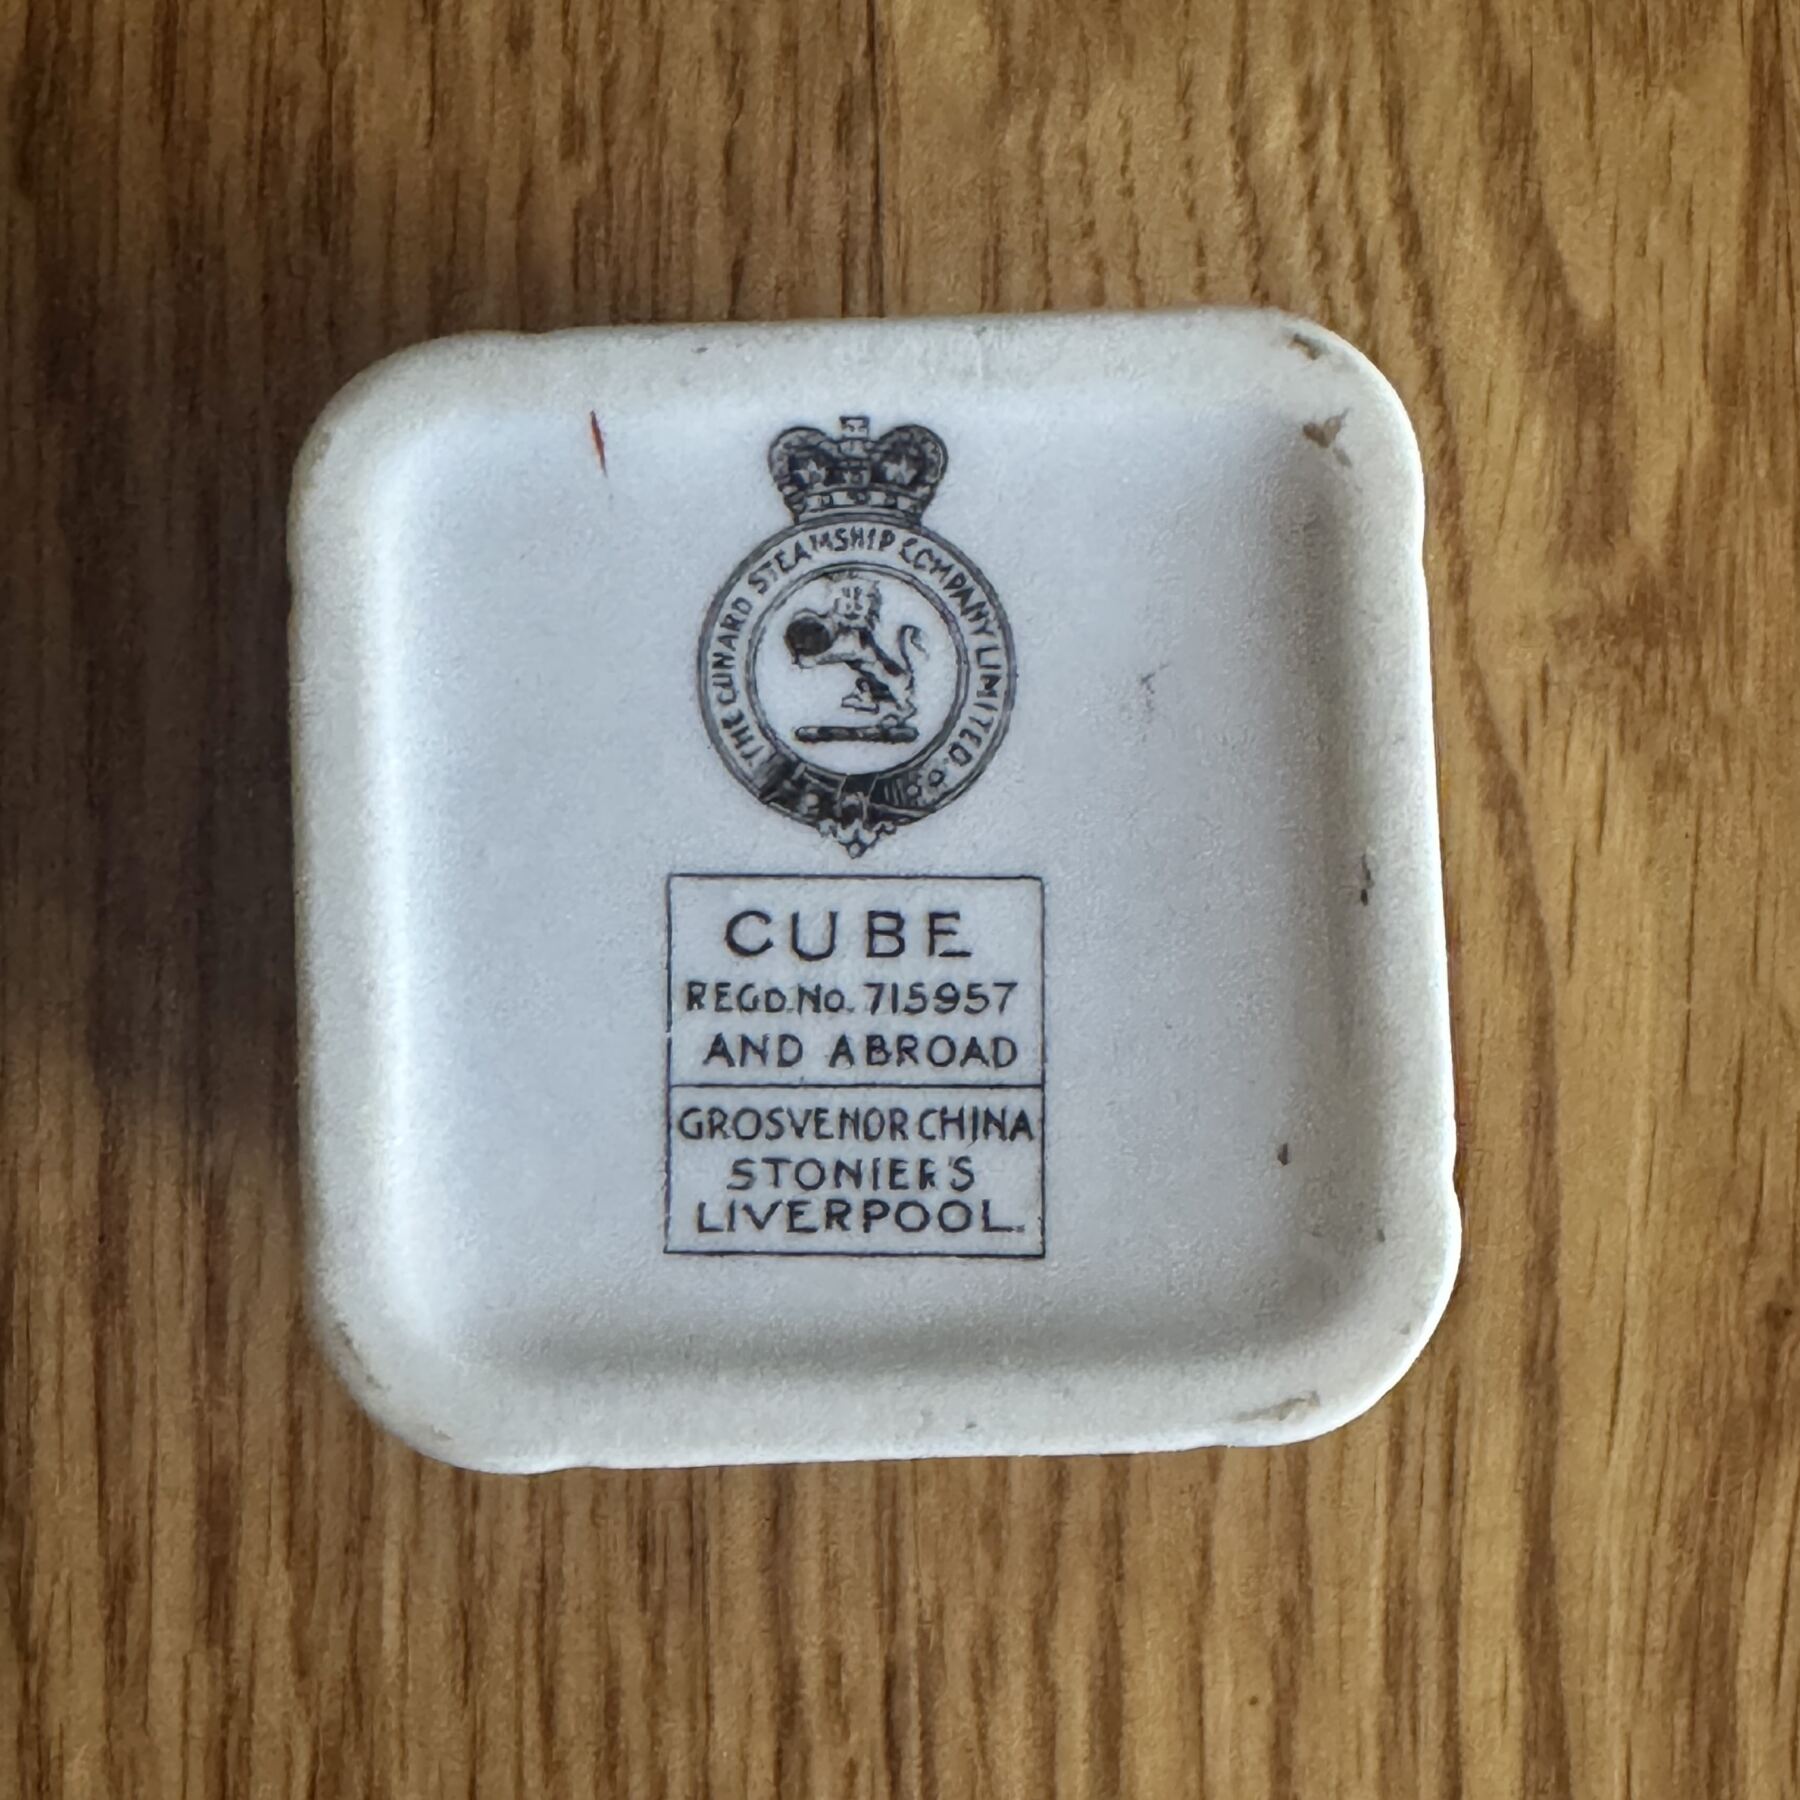 THE CUNARD STEAMSHIP COMPANY LIMITED.
CUBE
REGD. No. 715957
AND ABROAD
GROSVENOR CHINA
STONIER'S
LIVERPOOL.